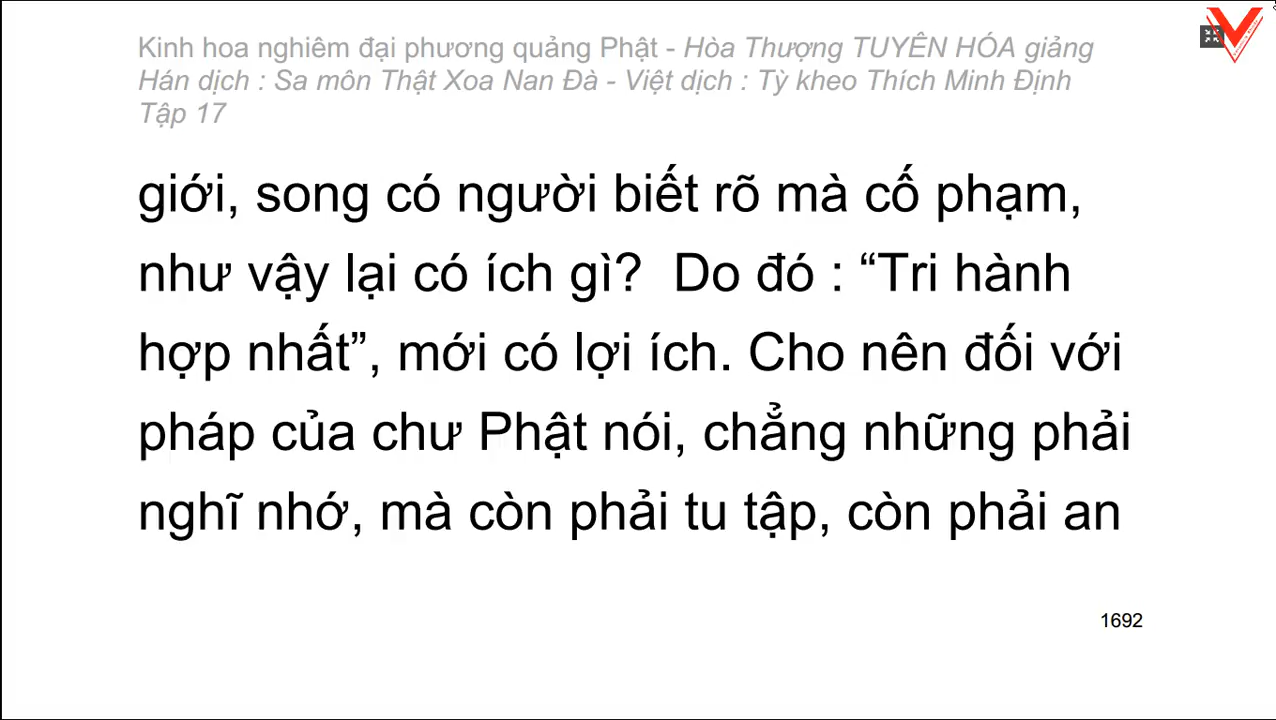 Kinh hoa nghiêm đại phương quảng Phật - Hòa Thượng TUYÊN HÓA giảng
Hán dịch : Sa môn Thật Xoa Nan Đà - Việt dịch : Tỳ kheo Thích Minh Định
Tập 17
giới, song có người biết rõ mà cố phạm,
như vậy lại có ích gì?  Do đó : “Tri hành
hợp nhất”, mới có lợi ích. Cho nên đối với
pháp của chư Phật nói, chẳng những phải
nghĩ nhớ, mà còn phải tu tập, còn phải an
1692